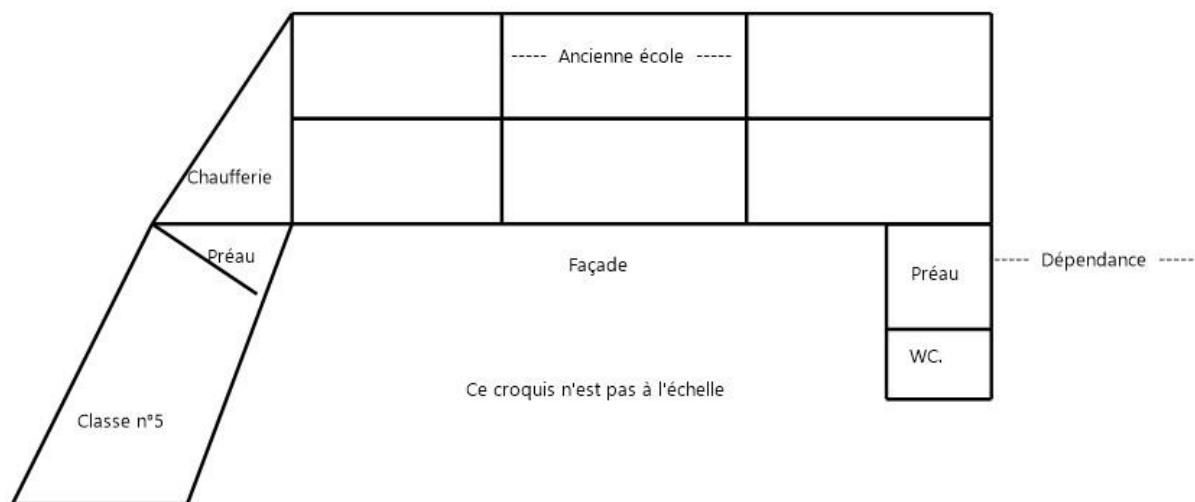 ----- Ancienne école -----
Chaufferie
Préau
Façade
Préau
----- Dépendance -----
WC.
Ce croquis n'est pas à l'échelle
Classe n°5